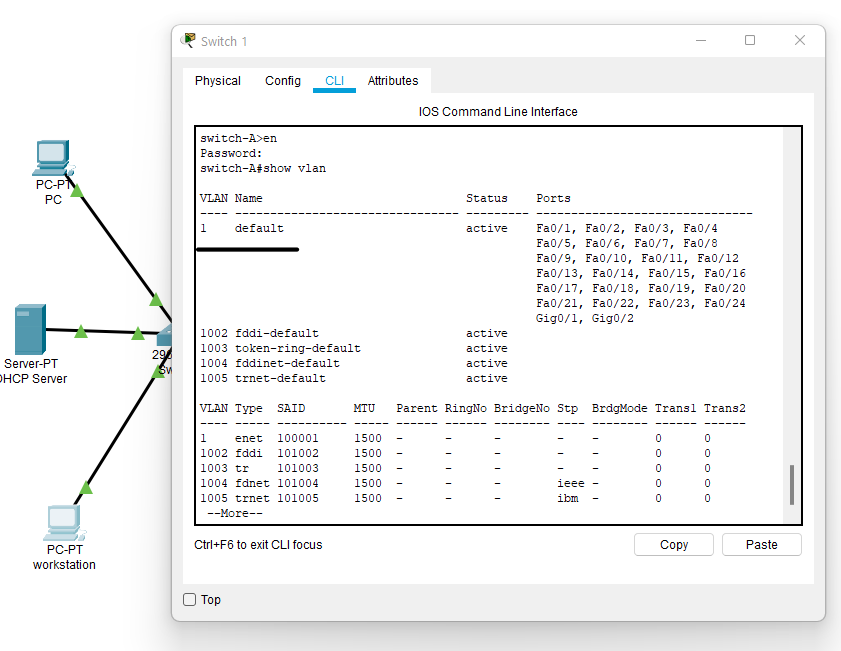 Switch 1
Physical Config CLI Attributes
IOS Command Line Interface
switch-A>en
Password:
switch-A#show vlan
VLAN Name Status Ports
---- -------------------------------- --------- -------------------------------
1 default active Fa0/1, Fa0/2, Fa0/3, Fa0/4
Fa0/5, Fa0/6, Fa0/7, Fa0/8
Fa0/9, Fa0/10, Fa0/11, Fa0/12
Fa0/13, Fa0/14, Fa0/15, Fa0/16
Fa0/17, Fa0/18, Fa0/19, Fa0/20
Fa0/21, Fa0/22, Fa0/23, Fa0/24
Gig0/1, Gig0/2
1002 fddi-default active
1003 token-ring-default active
1004 fddinet-default active
1005 trnet-default active
VLAN Type SAID MTU Parent RingNo BridgeNo Stp BrdgMode Trans1 Trans2
---- ----- ---------- ----- ------ ------ -------- ---- -------- ------ ------
1 enet 100001 1500 - - - - - 0 0
1002 fddi 101002 1500 - - - - - 0 0
1003 tr 101003 1500 - - - - - 0 0
1004 fdnet 101004 1500 - - - ieee - 0 0
1005 trnet 101005 1500 - - - ibm - 0 0
--More--
Ctrl+F6 to exit CLI focus
Copy Paste
Top
PC-PT
PC
Server-PT
DHCP Server
PC-PT
workstation